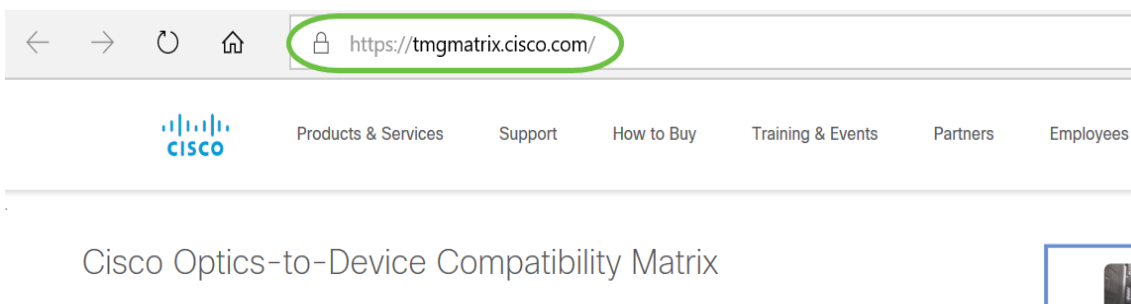 https://tmgmatrix.cisco.com/
CISCO Products & Services Support How to Buy Training & Events Partners Employees
Cisco Optics-to-Device Compatibility Matrix